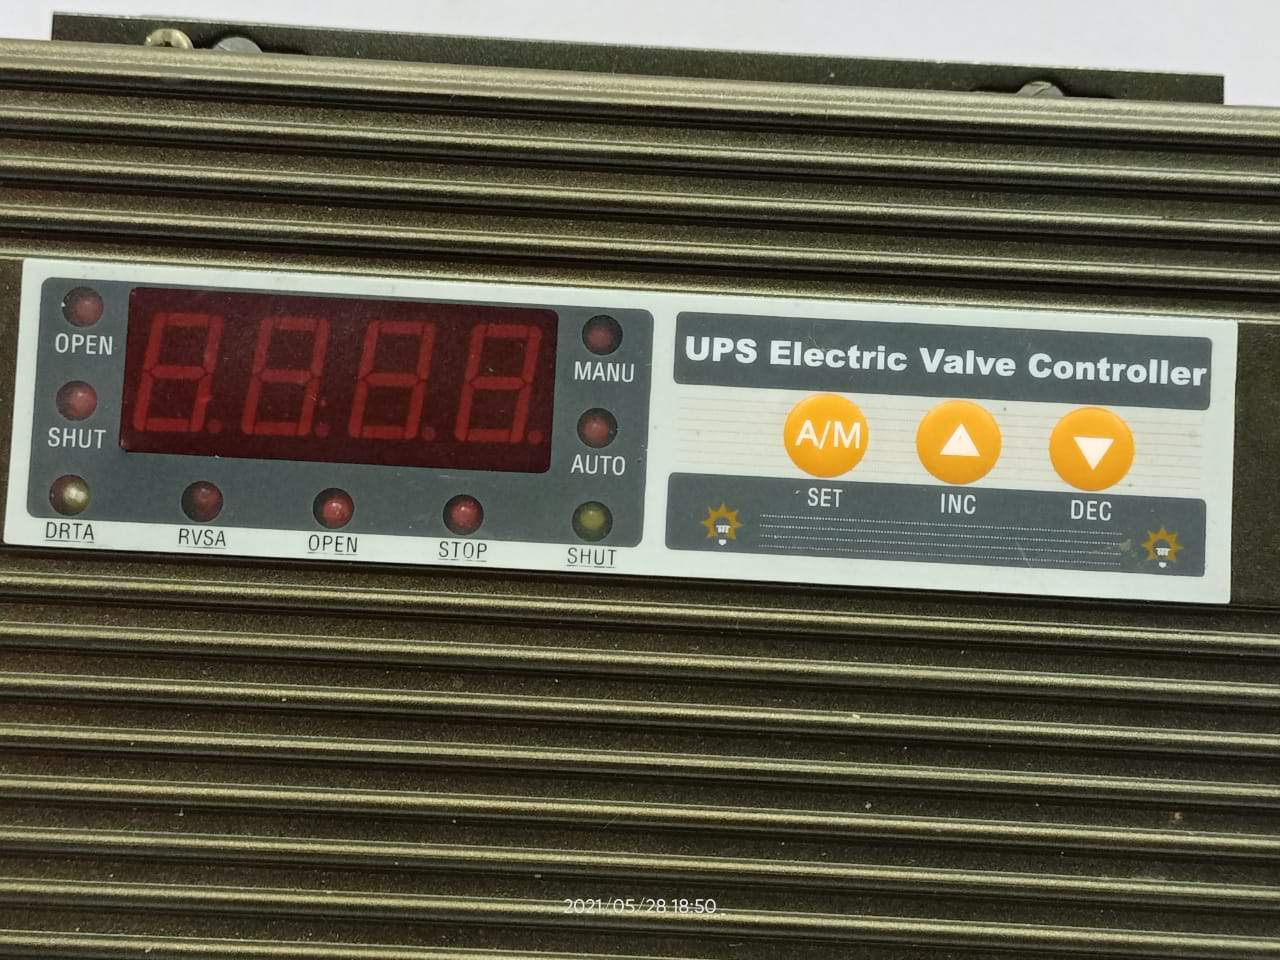 OPEN
SHUT
MANU
AUTO
DRTA
RVSA
OPEN
STOP
SHUT
UPS Electric Valve Controller
A/M
SET
INC
DEC
2021/05/28 18:50